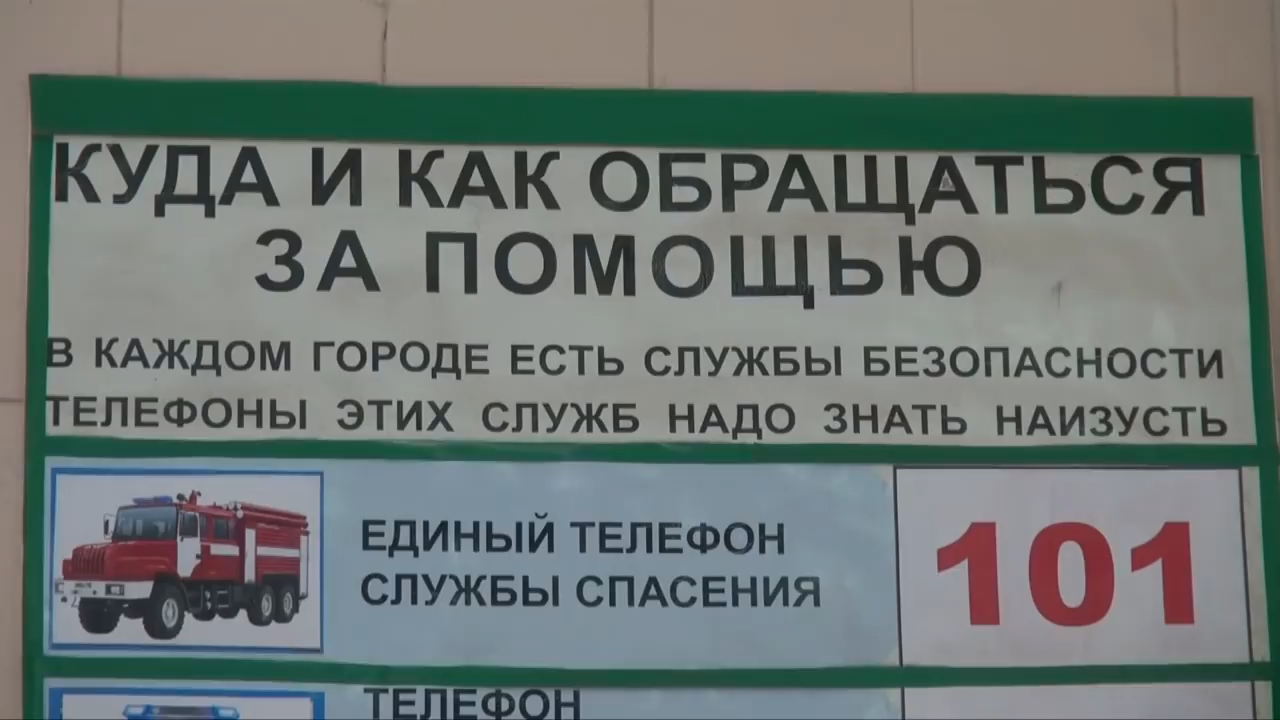 КУДА И КАК ОБРАЩАТЬСЯ
ЗА ПОМОЩЬЮ
В КАЖДОМ ГОРОДЕ ЕСТЬ СЛУЖБЫ БЕЗОПАСНОСТИ
ТЕЛЕФОНЫ ЭТИХ СЛУЖБ НАДО ЗНАТЬ НАИЗУСТЬ
ЕДИНЫЙ ТЕЛЕФОН
СЛУЖБЫ СПАСЕНИЯ
101
ТЕЛЕФОН